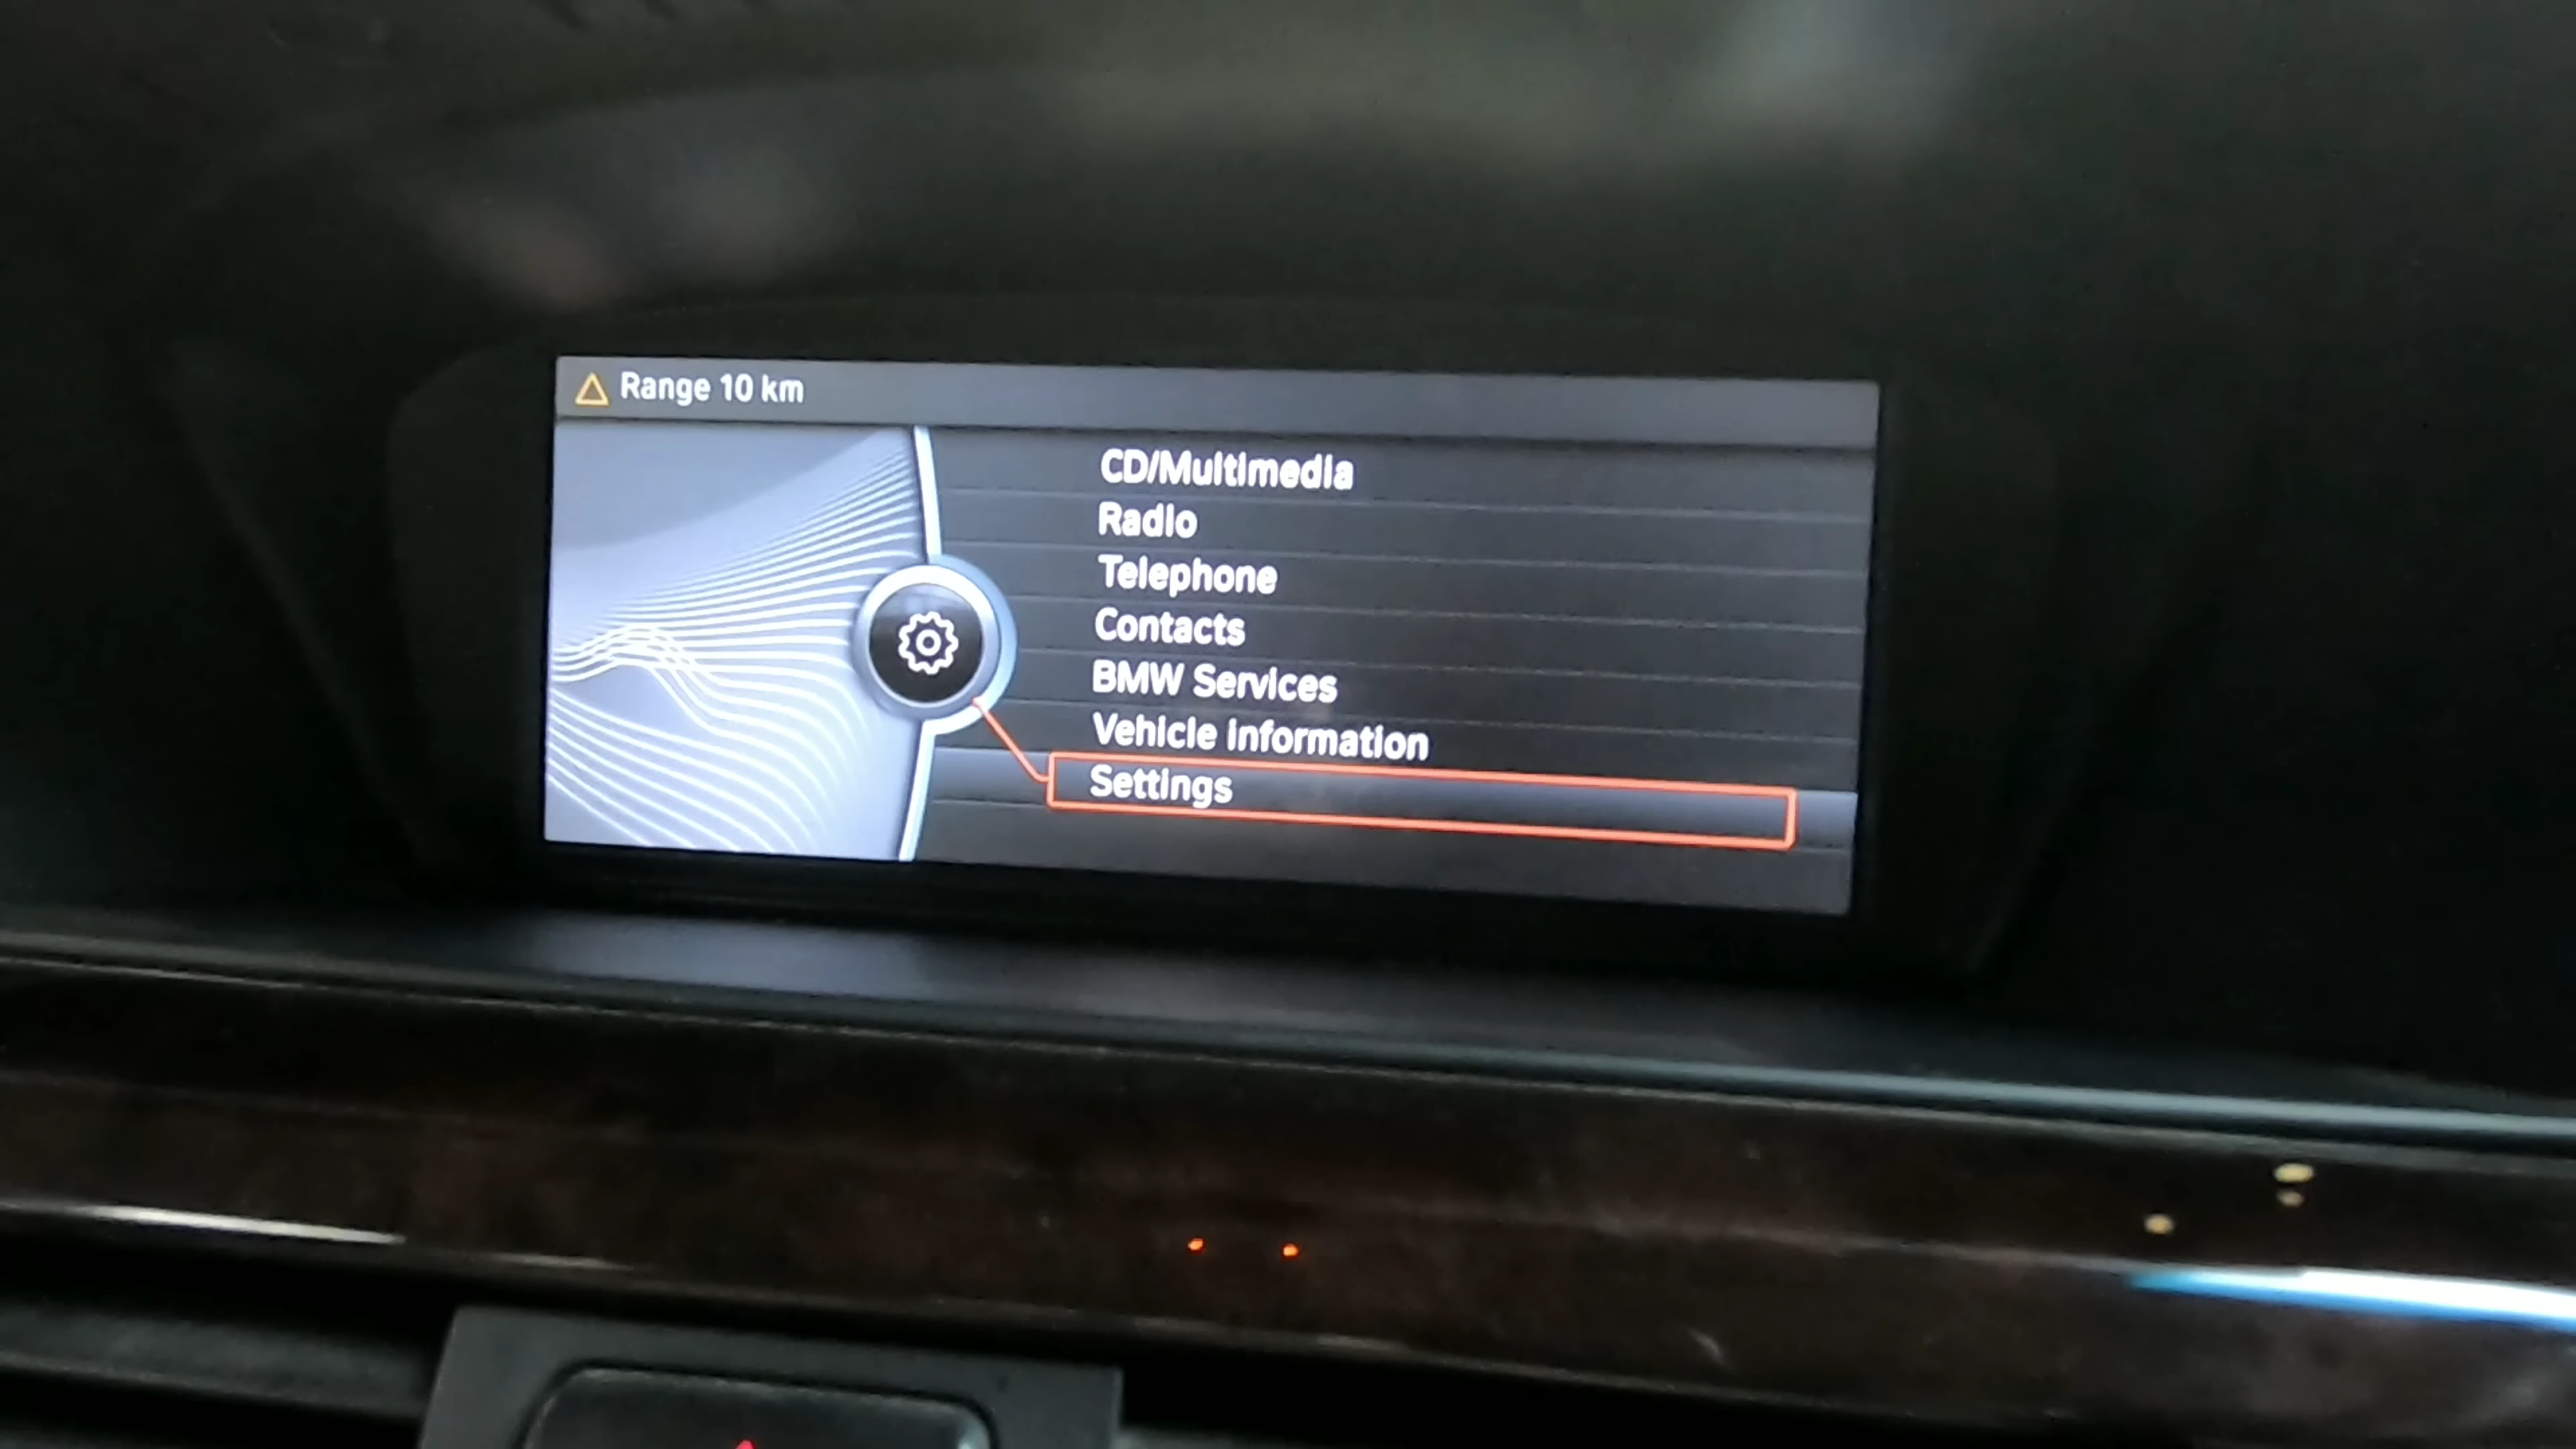 Range 10 km
CD/Multimedia
Radio
Telephone
Contacts
BMW Services
Vehicle information
Settings